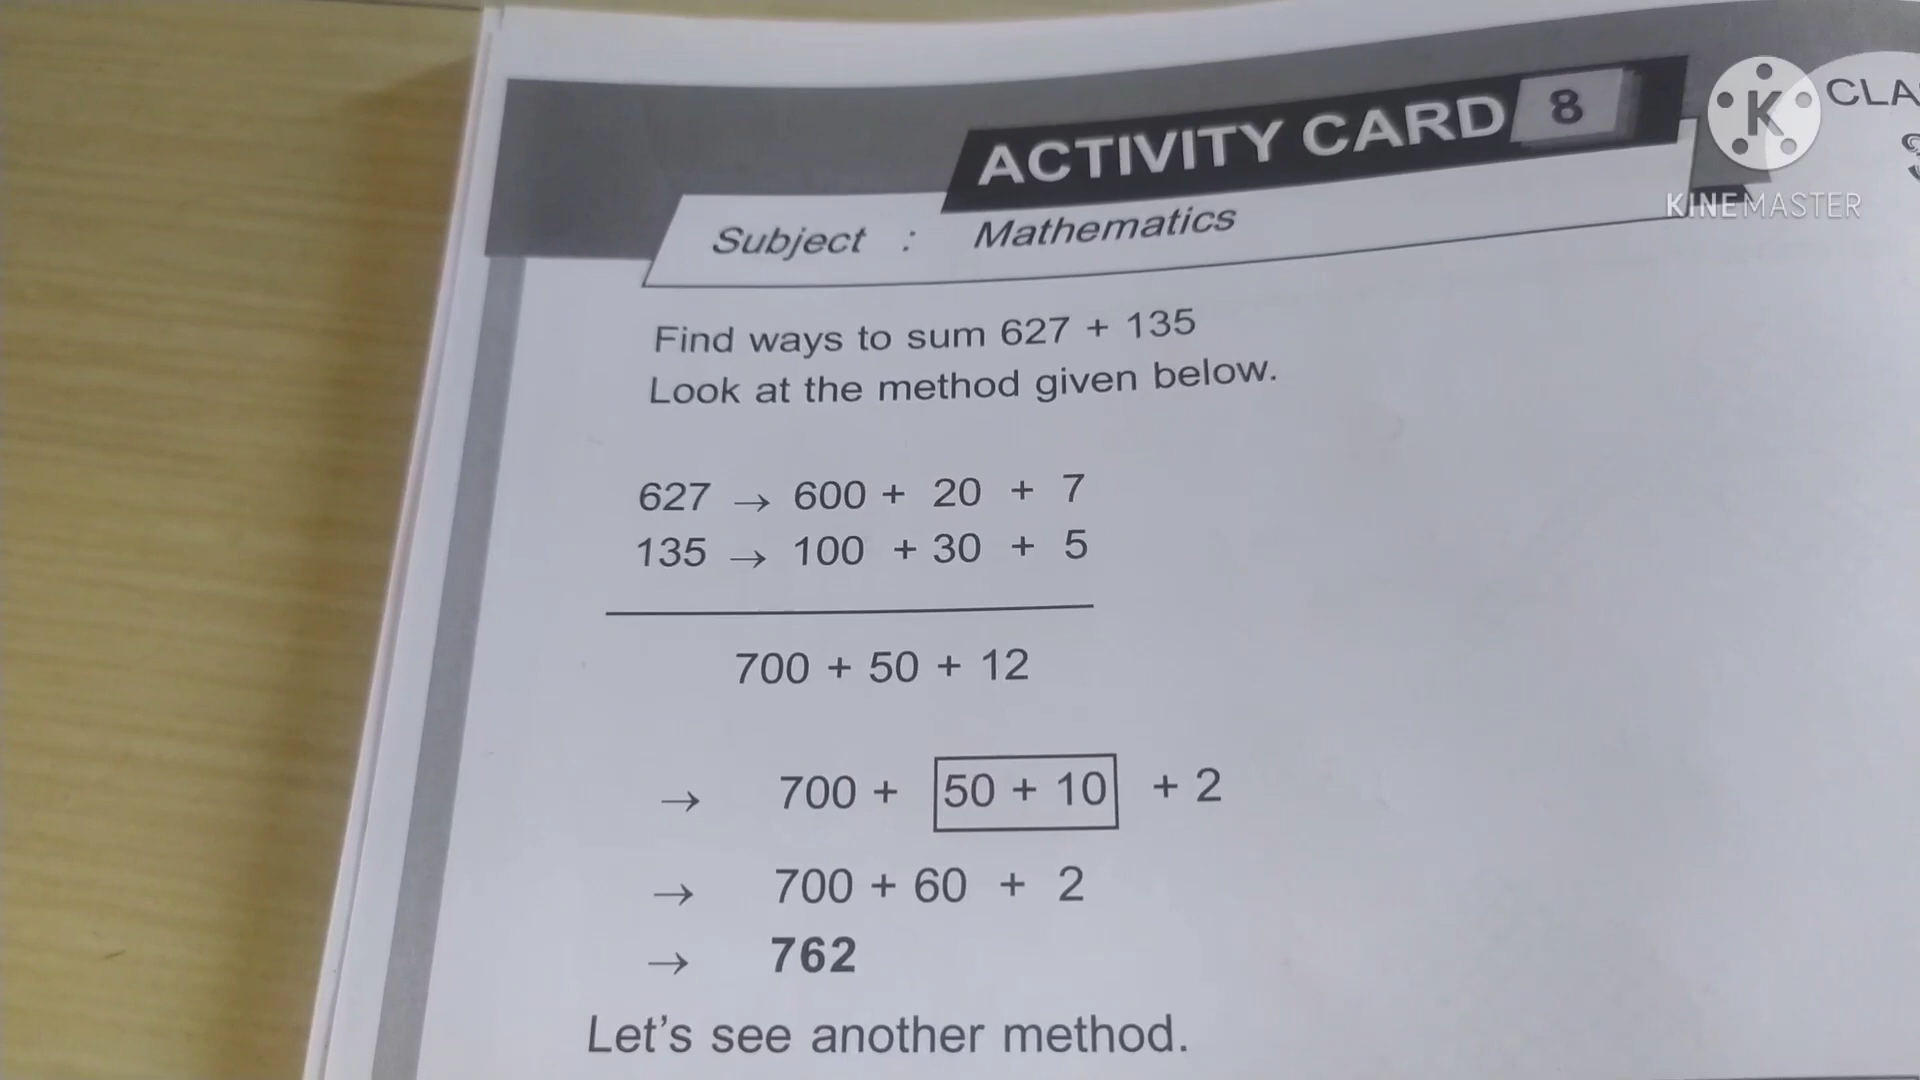 ACTIVITY CARD 8
KINEMASTER
Subject : Mathematics
Find ways to sum 627 + 135
Look at the method given below.
627 → 600 + 20 + 7
135 → 100 + 30 + 5
700 + 50 + 12
→ 700 + 50 + 10 + 2
→ 700 + 60 + 2
→ 762
Let's see another method.